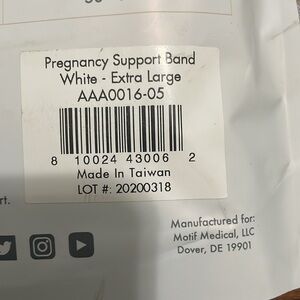 Pregnancy Support Band
White - Extra Large
AAA0016-05
8 10024 43006 2
Made In Taiwan
LOT #: 20200318
rt.
Manufactured for:
Motif Medical, LLC
Dover, DE 19901